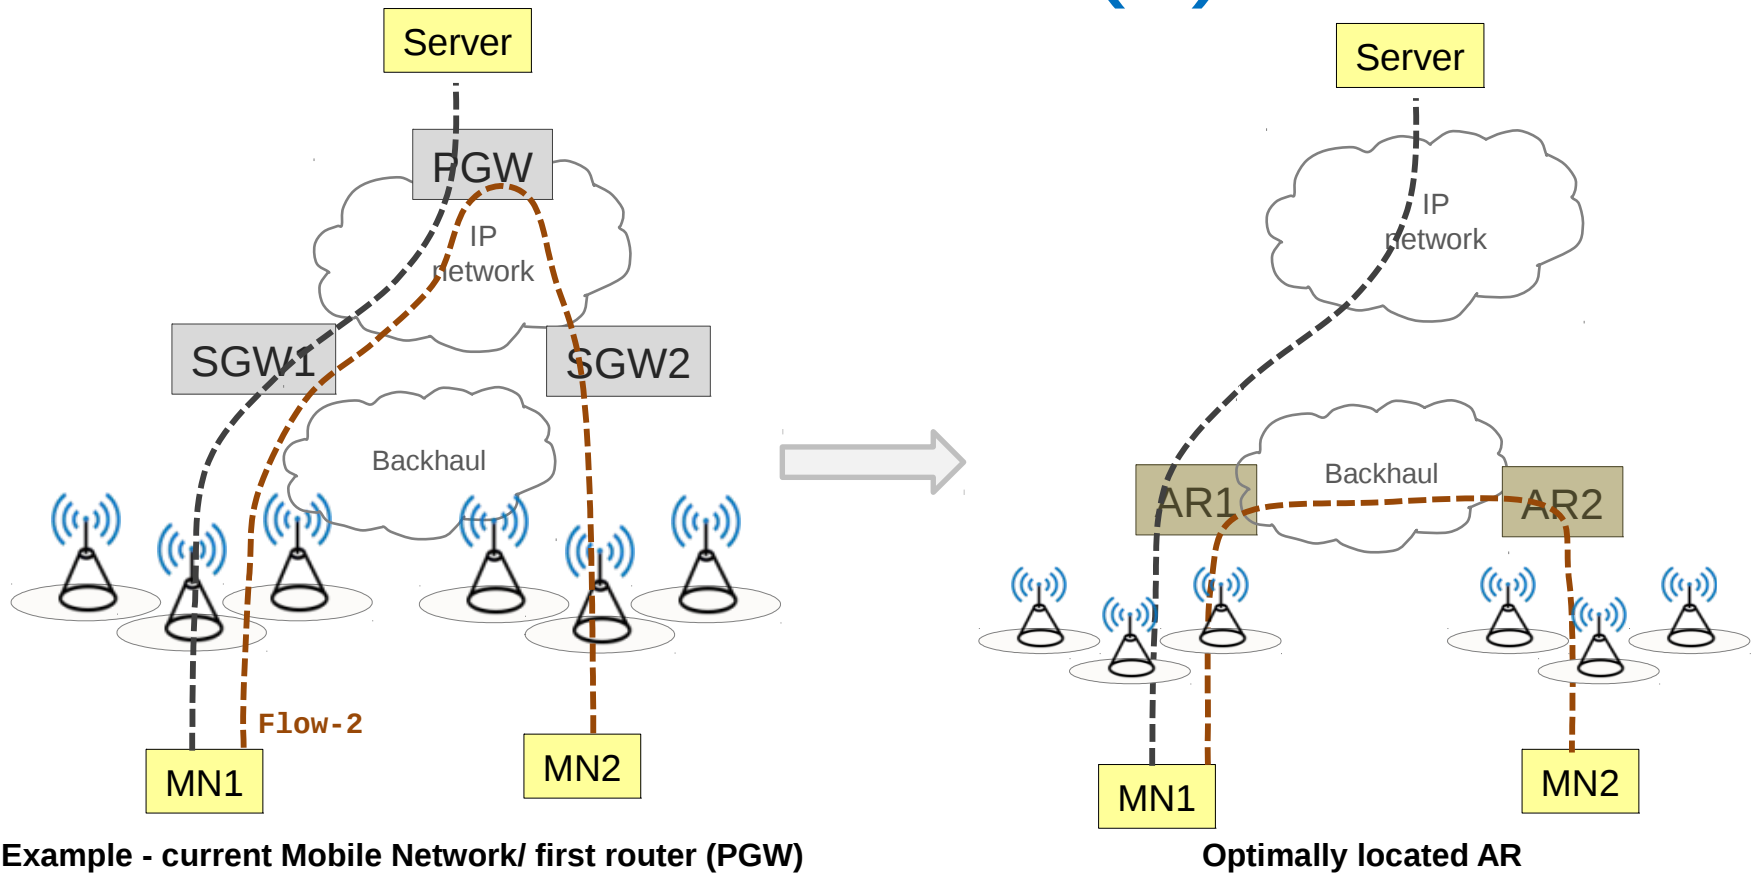 Server
PGW
IP
network
SGW1
SGW2
Backhaul
Flow-2
MN1
MN2
Example - current Mobile Network/ first router (PGW)
Server
IP
network
AR1
Backhaul
AR2
MN1
MN2
Optimally located AR